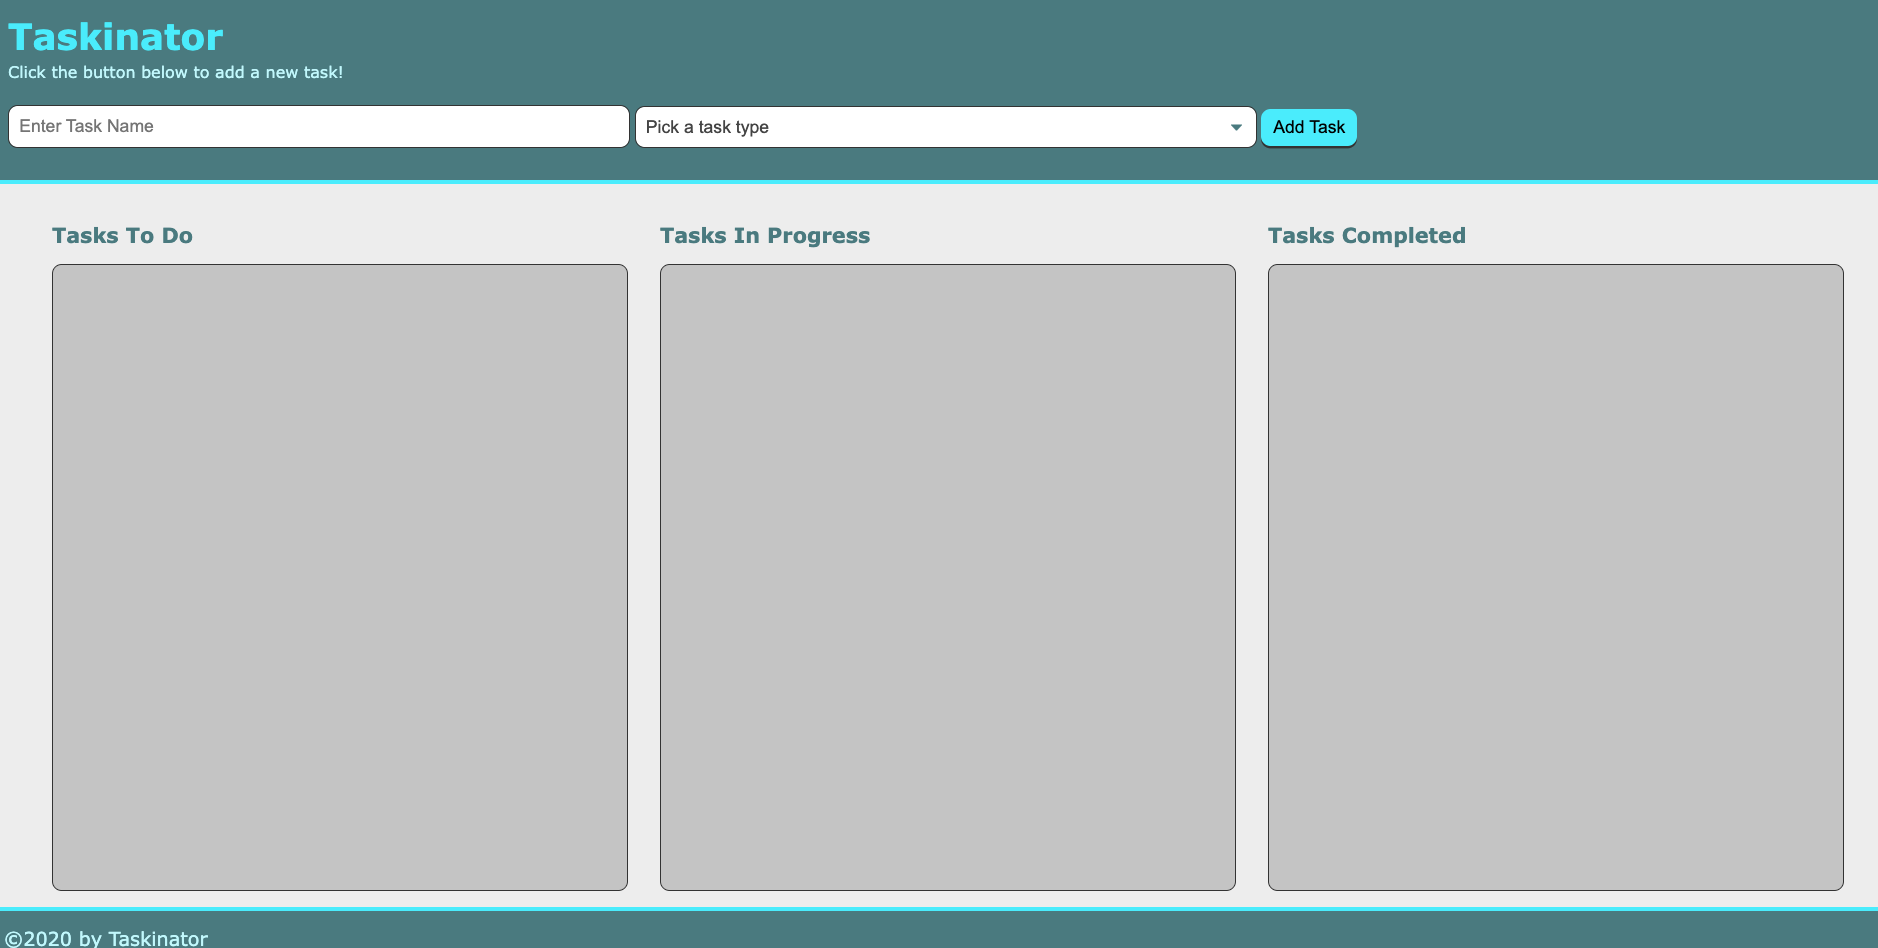 Taskinator
Click the button below to add a new task!
Enter Task Name
Pick a task type
Add Task
Tasks To Do
Tasks In Progress
Tasks Completed
©2020 by Taskinator